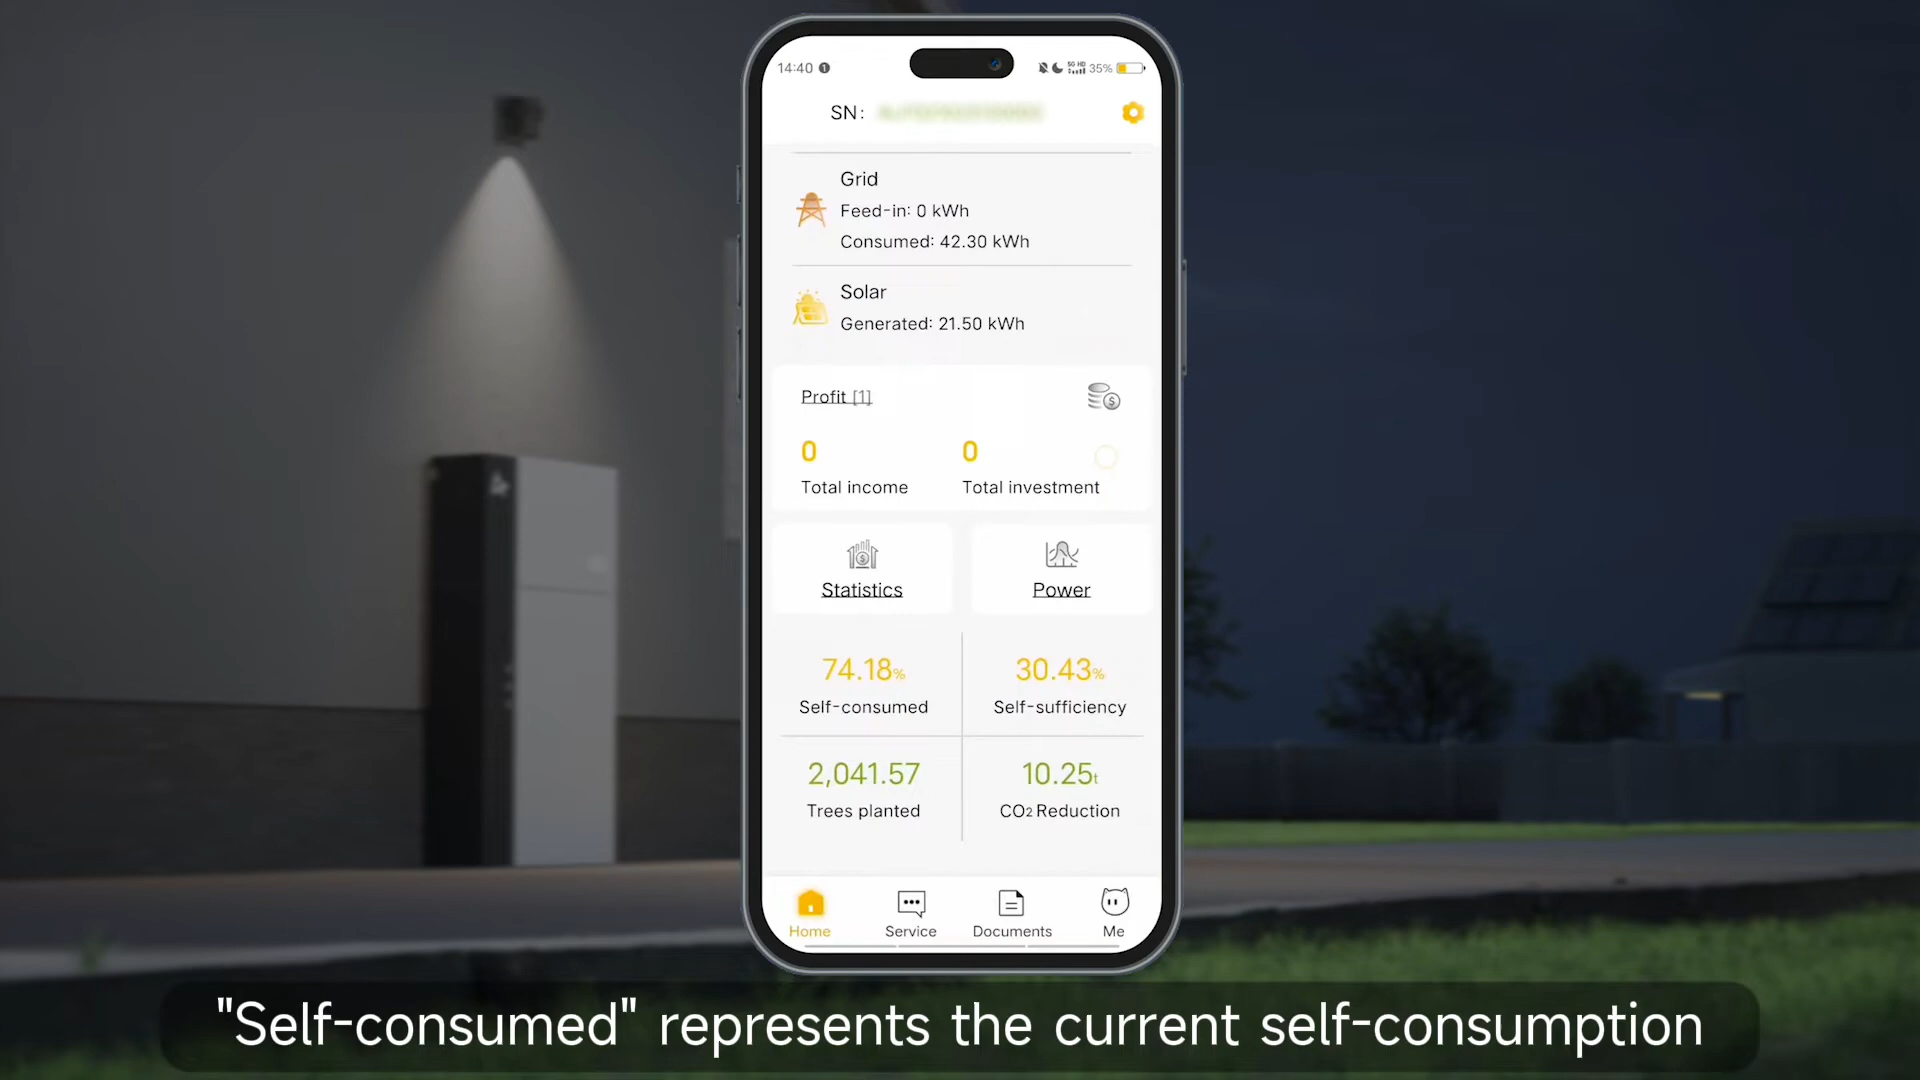 14:40
5G HD
35%
SN:
Grid
Feed-in: 0 kWh
Consumed: 42.30 kWh
Solar
Generated: 21.50 kWh
Profit [1]
0
0
Total income
Total investment
Statistics
Power
74.18%
30.43%
Self-consumed
Self-sufficiency
2,041.57
10.25t
Trees planted
CO2 Reduction
Home
Service
Documents
Me
"Self-consumed" represents the current self-consumption